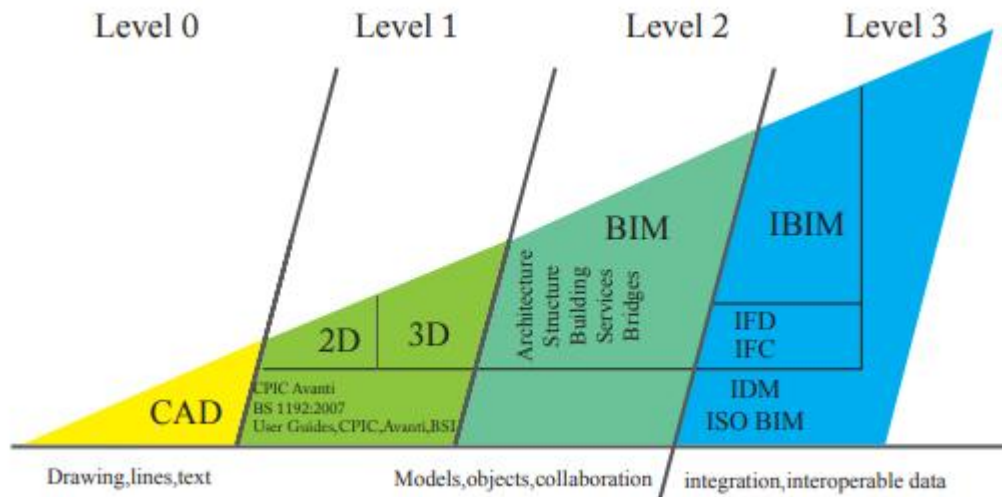 Level 0
Level 1
Level 2
Level 3
CAD
2D
3D
CPIC Avanti
BS 1192:2007
User Guides,CPIC,Avanti,BSI
BIM
Architecture
Structure
Building
Services
Bridges
IBIM
IFD
IFC
IDM
ISO BIM
Drawing,lines,text
Models,objects,collaboration
integration,interoperable data